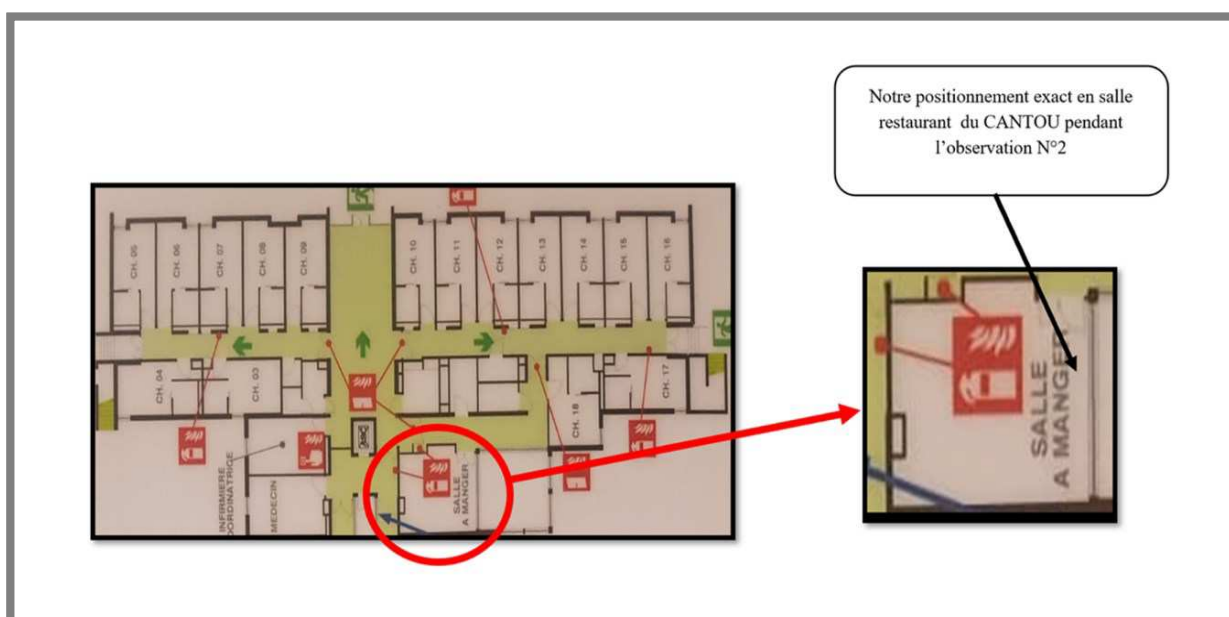 Notre positionnement exact en salle
restaurant du CANTOU pendant
l'observation N°2
CH. 05
CH. 06
CH. 07
CH. 08
CH. 09
CH. 10
CH. 11
CH. 12
CH. 13
CH. 14
CH. 15
CH. 16
CH. 04
CH. 03
CH. 17
CH. 18
INFIRMIERE
COORDINATRICE
MEDECIN
SALLE
A MANGER
SALLE
A MANGER